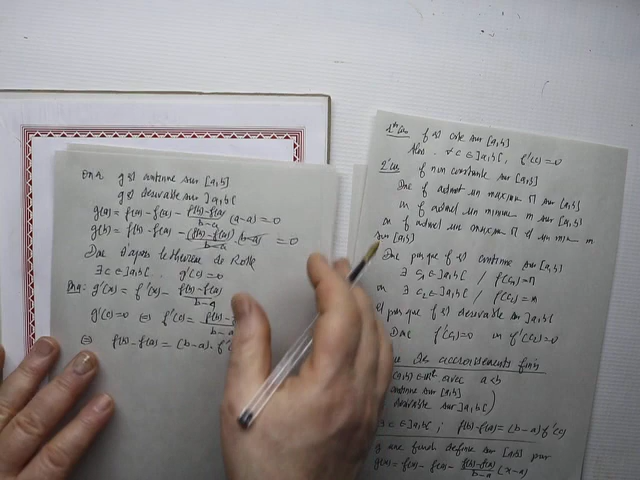 On a g est continue sur [a,b]
g est dérivable sur ]a,b[
g(a) = f(a) - f(a) - f(b)-f(a)/b-a (a-a) = 0
g(b) = f(b) - f(a) - (f(b)-f(a))/b-a (b-a) = 0
Donc d'après le théorème de Rolle
∃ c ∈ ]a,b[ , g'(c) = 0
g'(x) = f'(x) - f(b)-f(a)/b-a
g'(c)=0 ⇔ f'(c) = f(b)-
⇔ f(b)-f(a) = (b-a).f'(
1er cas f est cste sur [a,b]
Alors ∀ c ∈ ]a,b[ , f'(c)=0
2e cas f non constante sur [a,b]
Donc f admet un maximum M sur [a,b]
ou f admet un minimum m sur [a,b]
ou f admet un maximum M et un min m
sur [a,b]
Donc puisque f est continue sur [a,b]
∃ c1 ∈ ]a,b[ / f(c1) = M
ou ∃ c2 ∈ ]a,b[ / f(c2) = m
et puisque f est dérivable sur ]a,b[
Donc f'(c1)=0 ou f'(c2)=0
des accroissements finis
(a,b) ∈ ℝ² avec a<b
continue sur [a,b]
dérivable sur ]a,b[
∃ c ∈ ]a,b[ ; f(b)-f(a) = (b-a) f'(c)
g une fonct définie sur [a,b] par
g(x) = f(x) - f(a) - f(b)-f(a)/b-a (x-a)